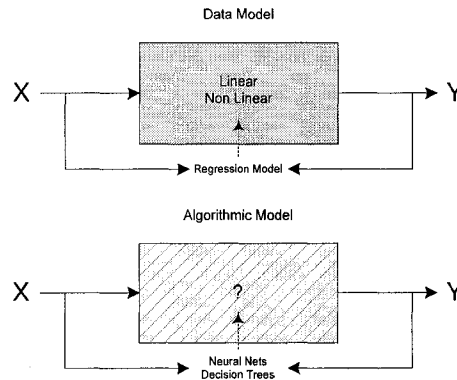 Data Model
X
Linear
Non Linear
Y
Regression Model
Algorithmic Model
X
?
Y
Neural Nets
Decision Trees